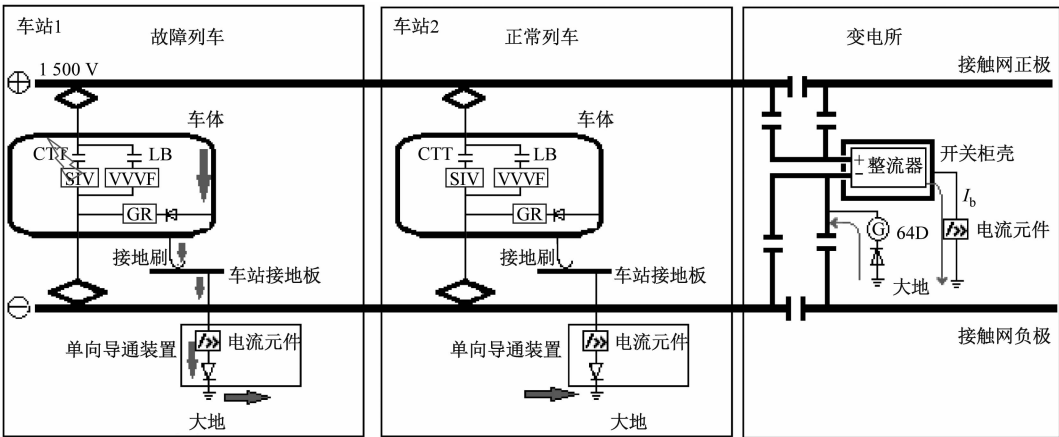 车站1
故障列车
1 500 V
车体
CTT
LB
SIV
VVVF
GR
接地刷
车站接地板
单向导通装置
I>>
电流元件
大地
车站2
正常列车
车体
CTT
LB
SIV
VVVF
GR
接地刷
车站接地板
单向导通装置
I>>
电流元件
大地
变电所
接触网正极
+
−
整流器
开关柜壳
Ib
I>>
电流元件
G
64D
大地
接触网负极